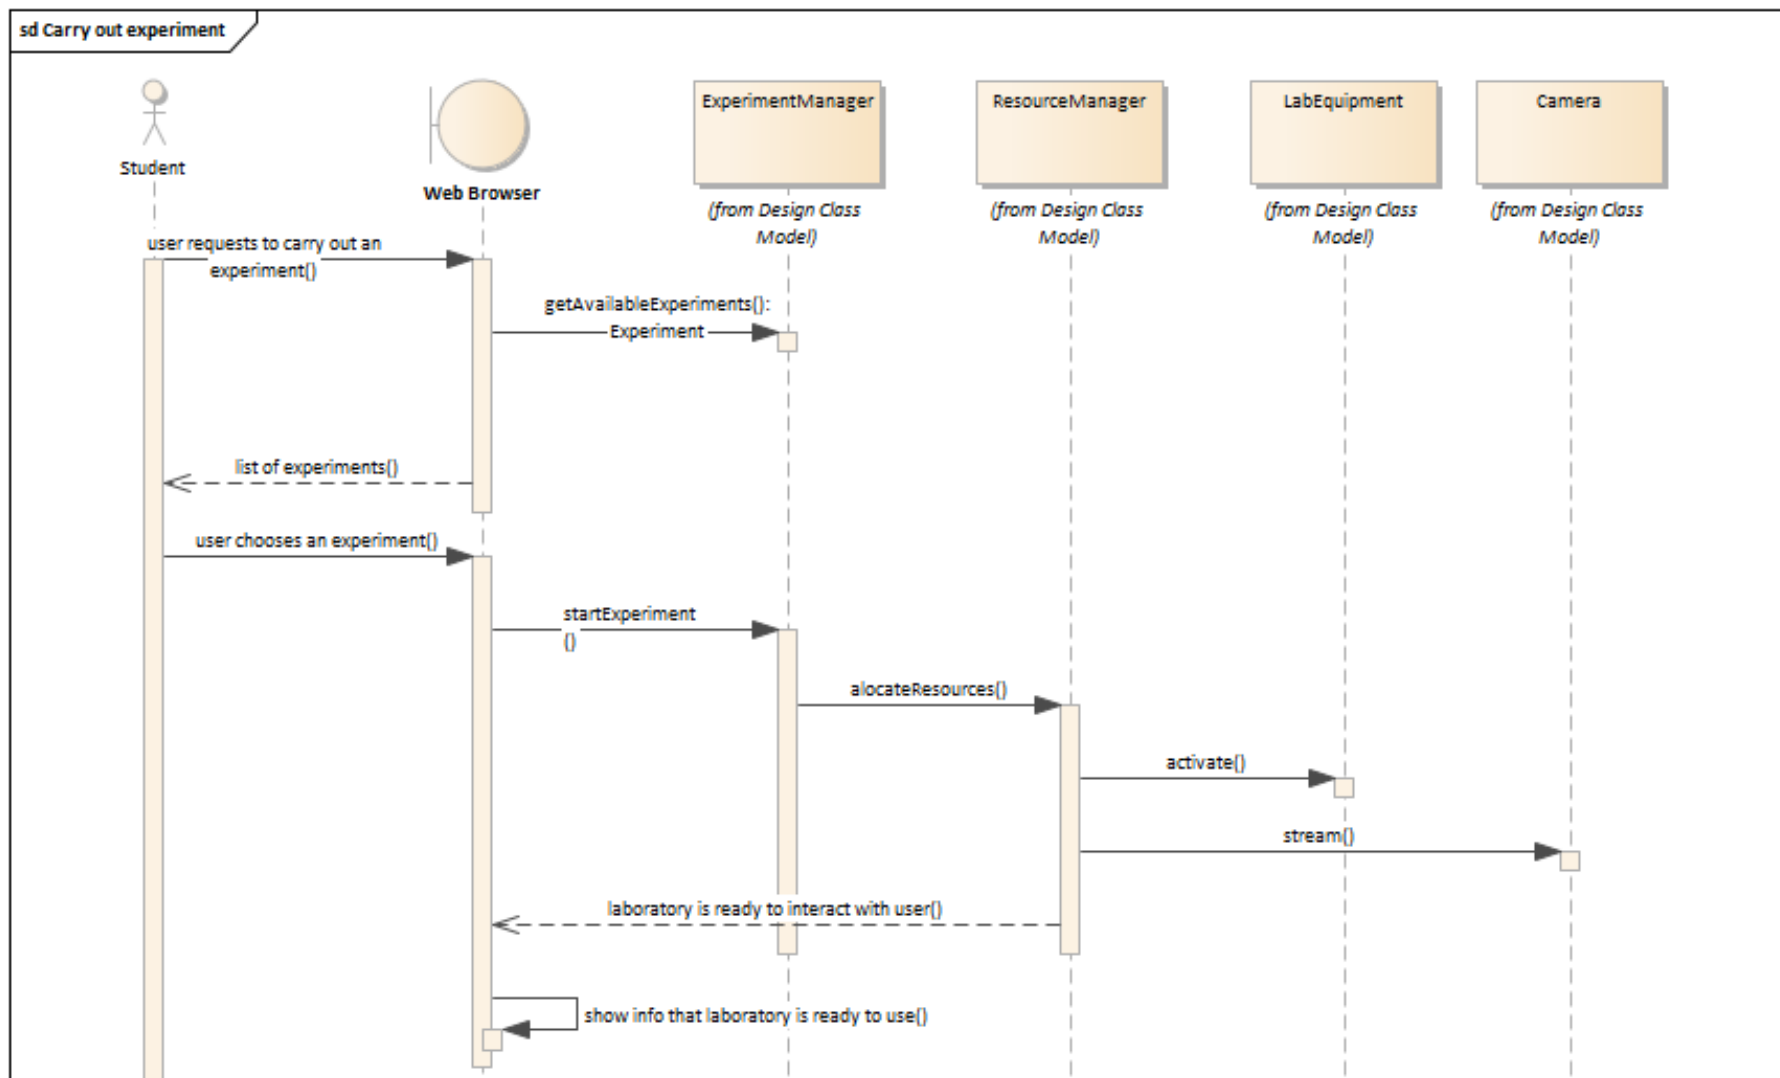 sd Carry out experiment
Student
Web Browser
ExperimentManager
(from Design Class
Model)
ResourceManager
(from Design Class
Model)
LabEquipment
(from Design Class
Model)
Camera
(from Design Class
Model)
user requests to carry out an
experiment()
getAvailableExperiments():
Experiment
list of experiments()
user chooses an experiment()
startExperiment
()
alocateResources()
activate()
stream()
laboratory is ready to interact with user()
show info that laboratory is ready to use()